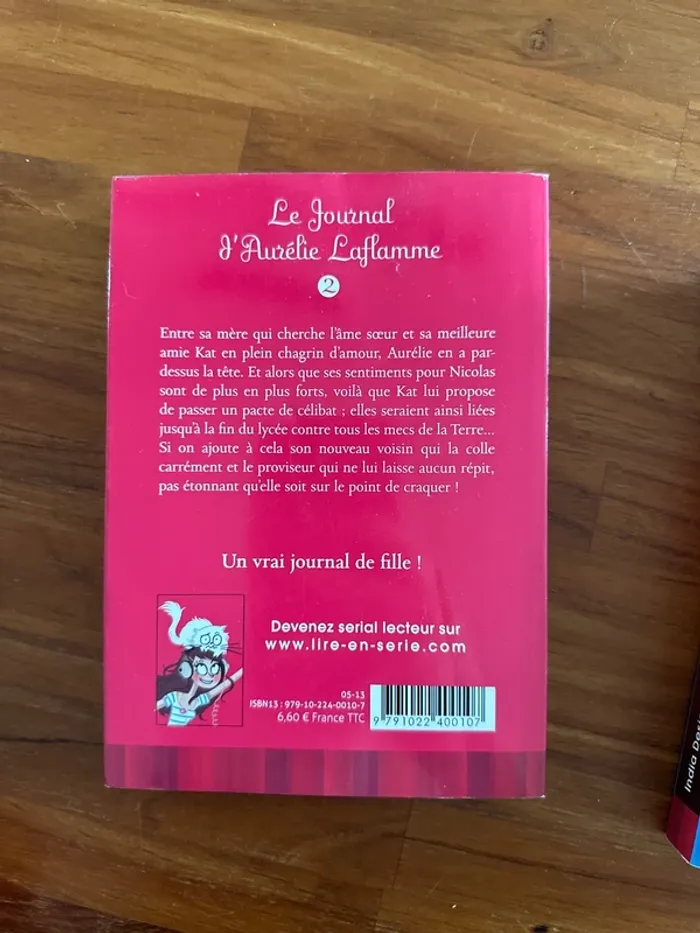 Le Journal
d'Aurélie Laflamme
2
Entre sa mère qui cherche l'âme sœur et sa meilleure
amie Kat en plein chagrin d'amour, Aurélie en a par-
dessus la tête. Et alors que ses sentiments pour Nicolas
sont de plus en plus forts, voilà que Kat lui propose
de passer un pacte de célibat ; elles seraient ainsi liées
jusqu'à la fin du lycée contre tous les mecs de la Terre...
Si on ajoute à cela son nouveau voisin qui la colle
carrément et le proviseur qui ne lui laisse aucun répit,
pas étonnant qu'elle soit sur le point de craquer !
Un vrai journal de fille !
Devenez serial lecteur sur
www.lire-en-serie.com
05-13
ISBN13 : 979-10-224-0010-7
6,60 € France TTC
9 791022 400107
India Des